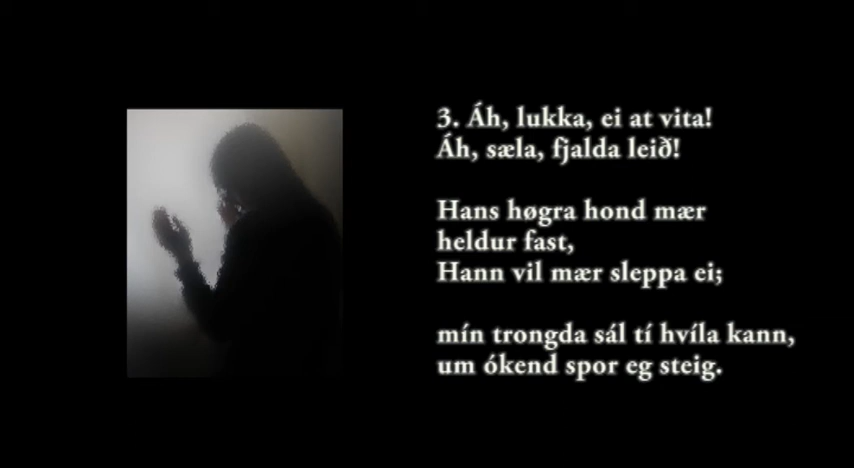 3. Áh, lukka, ei at vita!
Áh, sæla, fjalda leið!
Hans høgra hond mær
heldur fast,
Hann vil mær sleppa ei;
mín trongda sál tí hvíla kann,
um ókend spor eg steig.